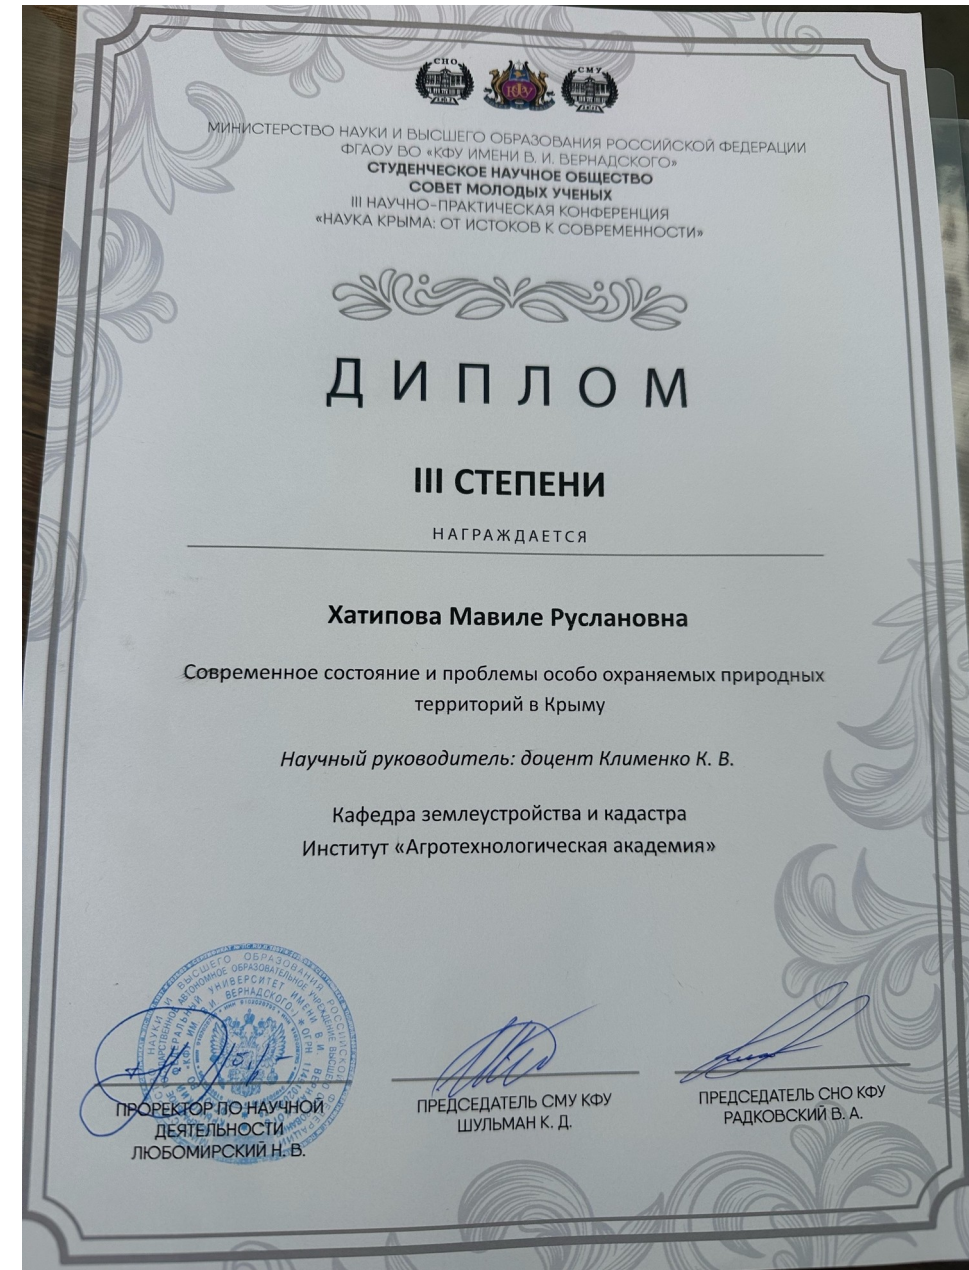 СНО
КФУ
СМУ
МИНИСТЕРСТВО НАУКИ И ВЫСШЕГО ОБРАЗОВАНИЯ РОССИЙСКОЙ ФЕДЕРАЦИИ
ФГАОУ ВО «КФУ ИМЕНИ В. И. ВЕРНАДСКОГО»
СТУДЕНЧЕСКОЕ НАУЧНОЕ ОБЩЕСТВО
СОВЕТ МОЛОДЫХ УЧЕНЫХ
III НАУЧНО-ПРАКТИЧЕСКАЯ КОНФЕРЕНЦИЯ
«НАУКА КРЫМА: ОТ ИСТОКОВ К СОВРЕМЕННОСТИ»
ДИПЛОМ
III СТЕПЕНИ
НАГРАЖДАЕТСЯ
Хатипова Мавиле Руслановна
Современное состояние и проблемы особо охраняемых природных
территорий в Крыму
Научный руководитель: доцент Клименко К. В.
Кафедра землеустройства и кадастра
Институт «Агротехнологическая академия»
ПРОРЕКТОР ПО НАУЧНОЙ
ДЕЯТЕЛЬНОСТИ
ЛЮБОМИРСКИЙ Н. В.
ПРЕДСЕДАТЕЛЬ СМУ КФУ
ШУЛЬМАН К. Д.
ПРЕДСЕДАТЕЛЬ СНО КФУ
РАДКОВСКИЙ В. А.